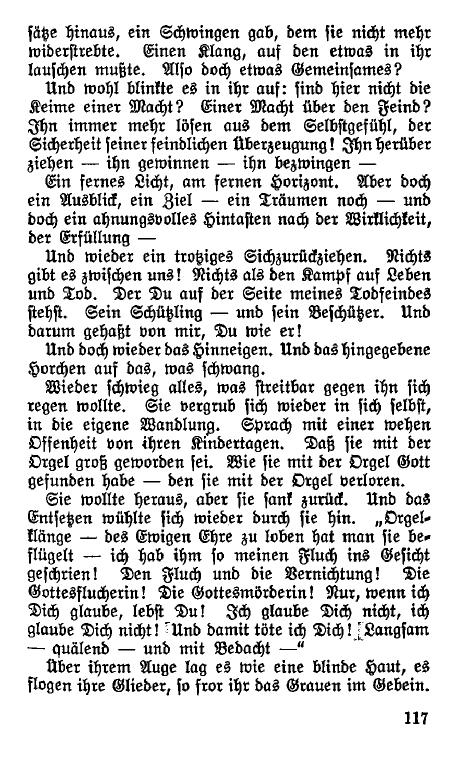 sätze hinaus, ein Schwingen gab, dem sie nicht mehr
widerstrebte. Einen Klang, auf den etwas in ihr
lauschen mußte. Also doch etwas Gemeinsames?
Und wohl blinkte es in ihr auf: sind hier nicht die
Keime einer Macht? Einer Macht über den Feind?
Ihn immer mehr lösen aus dem Selbstgefühl, der
Sicherheit seiner feindlichen Überzeugung! Ihn herüber
ziehen — ihn gewinnen — ihn bezwingen —
Ein fernes Licht, am fernen Horizont. Aber doch
ein Ausblick, ein Ziel — ein Träumen noch — und
doch ein ahnungsvolles Hintasten nach der Wirklichkeit,
der Erfüllung —
Und wieder ein trotziges Sichzurückziehen. Nichts
gibt es zwischen uns! Nichts als den Kampf auf Leben
und Tod. Der Du auf der Seite meines Todfeindes
stehst. Sein Schützling — und sein Beschützer. Und
darum gehaßt von mir, Du wie er!
Und doch wieder das Hinneigen. Und das hingegebene
Horchen auf das, was schwang.
Wieder schwieg alles, was streitbar gegen ihn sich
regen wollte. Sie vergrub sich wieder in sich selbst,
in die eigene Wandlung. Sprach mit einer wehen
Offenheit von ihren Kindertagen. Daß sie mit der
Orgel groß geworden sei. Wie sie mit der Orgel Gott
gefunden habe — den sie mit der Orgel verloren.
Sie wollte heraus, aber sie sank zurück. Und das
Entsetzen wühlte sich wieder durch sie hin. „Orgel-
klänge — des Ewigen Ehre zu loben hat man sie be-
flügelt — ich hab ihm so meinen Fluch ins Gesicht
geschrien! Den Fluch und die Vernichtung! Die
Gottesflucherin! Die Gottesmörderin! Nur, wenn ich
Dich glaube, lebst Du! Ich glaube Dich nicht, ich
glaube Dich nicht! Und damit töte ich Dich! Langsam
— quälend — und mit Bedacht —“
Über ihrem Auge lag es wie eine blinde Haut, es
flogen ihre Glieder, so fror ihr das Grauen im Gebein.
117